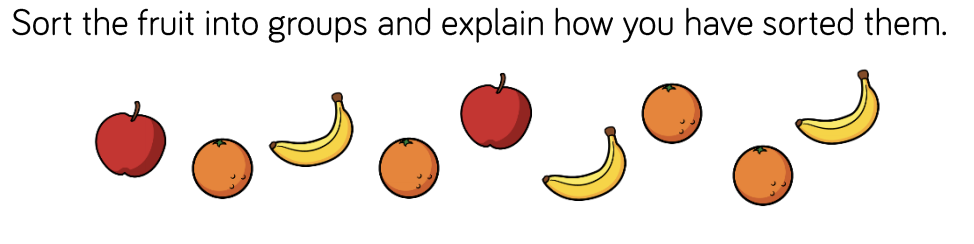 Sort the fruit into groups and explain how you have sorted them.